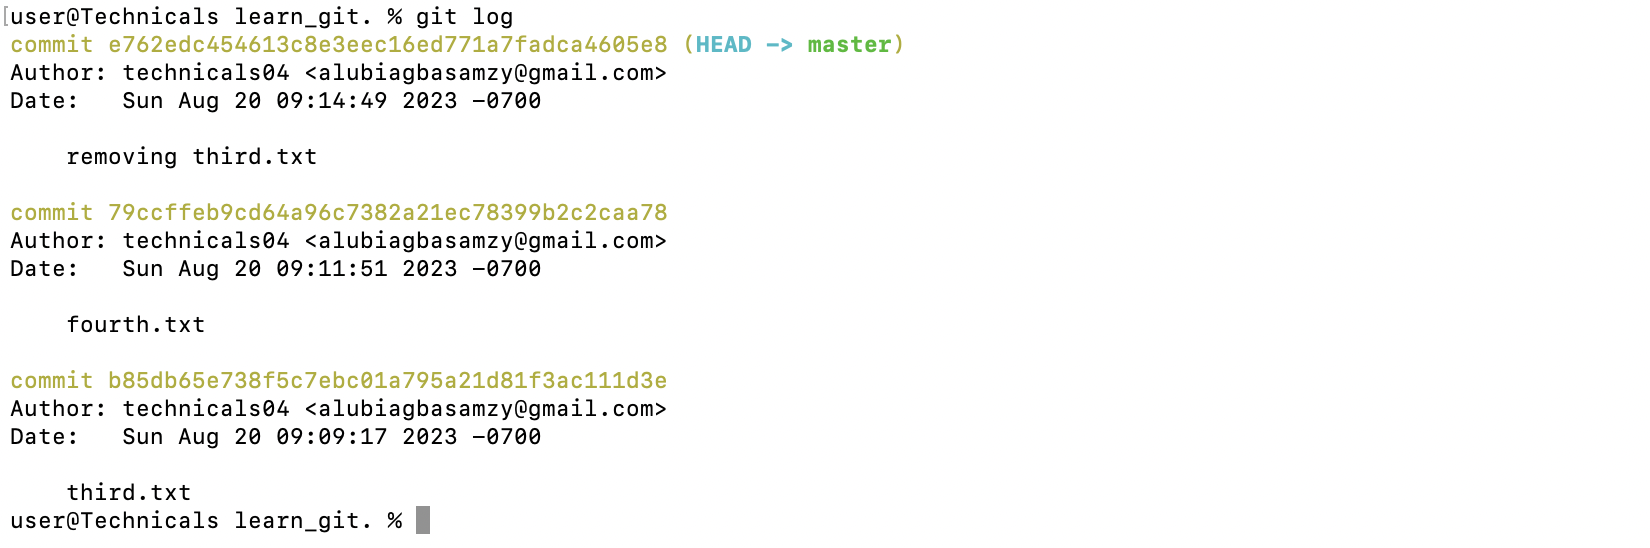 user@Technicals learn_git. % git log
commit e762edc454613c8e3eec16ed771a7fadca4605e8 (HEAD -> master)
Author: technicals04 <alubiagbasamzy@gmail.com>
Date:   Sun Aug 20 09:14:49 2023 -0700
    removing third.txt
commit 79ccffeb9cd64a96c7382a21ec78399b2c2caa78
Author: technicals04 <alubiagbasamzy@gmail.com>
Date:   Sun Aug 20 09:11:51 2023 -0700
    fourth.txt
commit b85db65e738f5c7ebc01a795a21d81f3ac111d3e
Author: technicals04 <alubiagbasamzy@gmail.com>
Date:   Sun Aug 20 09:09:17 2023 -0700
    third.txt
user@Technicals learn_git. %